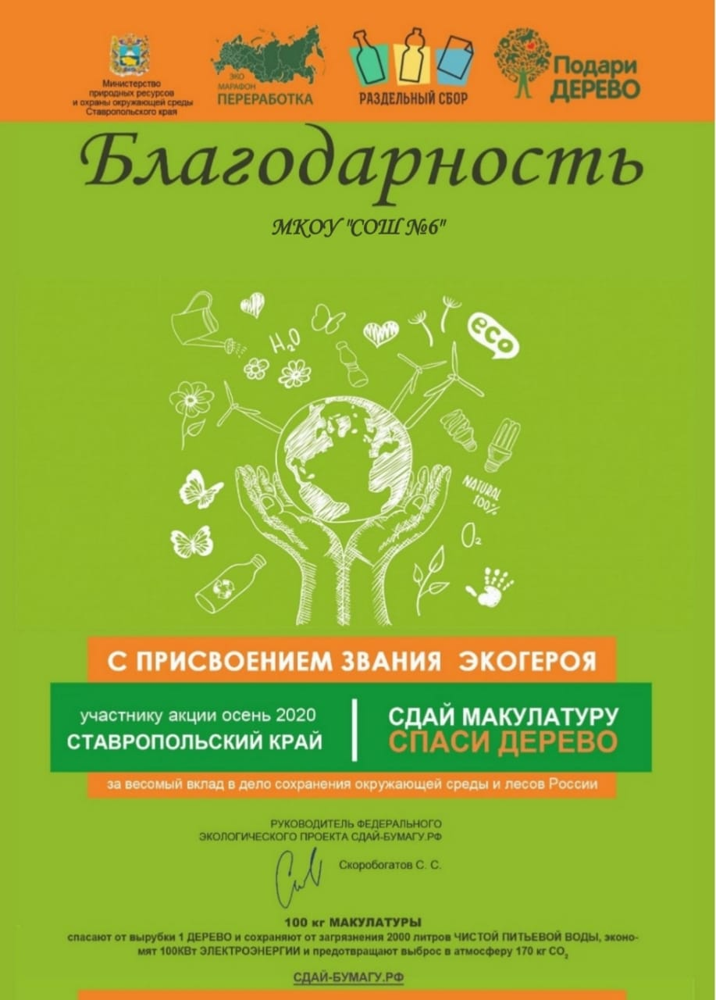 Министерство
природных ресурсов
и охраны окружающей среды
Ставропольского края
ЭКО
МАРАФОН
ПЕРЕРАБОТКА
РАЗДЕЛЬНЫЙ СБОР
Подари
ДЕРЕВО
Благодарность
МКОУ "СОШ №6"
H₂O
eco
NATURAL
100%
O₂
С ПРИСВОЕНИЕМ ЗВАНИЯ ЭКОГЕРОЯ
участнику акции осень 2020
СТАВРОПОЛЬСКИЙ КРАЙ
СДАЙ МАКУЛАТУРУ
СПАСИ ДЕРЕВО
за весомый вклад в дело сохранения окружающей среды и лесов России
РУКОВОДИТЕЛЬ ФЕДЕРАЛЬНОГО
ЭКОЛОГИЧЕСКОГО ПРОЕКТА СДАЙ-БУМАГУ.РФ
Скоробогатов С. С.
100 кг МАКУЛАТУРЫ
спасают от вырубки 1 ДЕРЕВО и сохраняют от загрязнения 2000 литров ЧИСТОЙ ПИТЬЕВОЙ ВОДЫ, эконо-
мят 100КВт ЭЛЕКТРОЭНЕРГИИ и предотвращают выброс в атмосферу 170 кг CO₂
СДАЙ-БУМАГУ.РФ